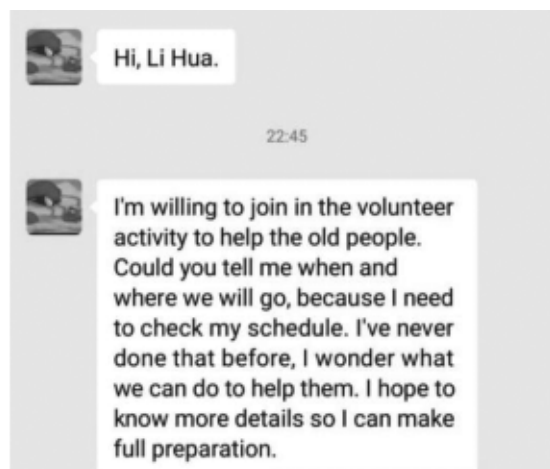 Hi, Li Hua.
22:45
I'm willing to join in the volunteer
activity to help the old people.
Could you tell me when and
where we will go, because I need
to check my schedule. I've never
done that before, I wonder what
we can do to help them. I hope to
know more details so I can make
full preparation.